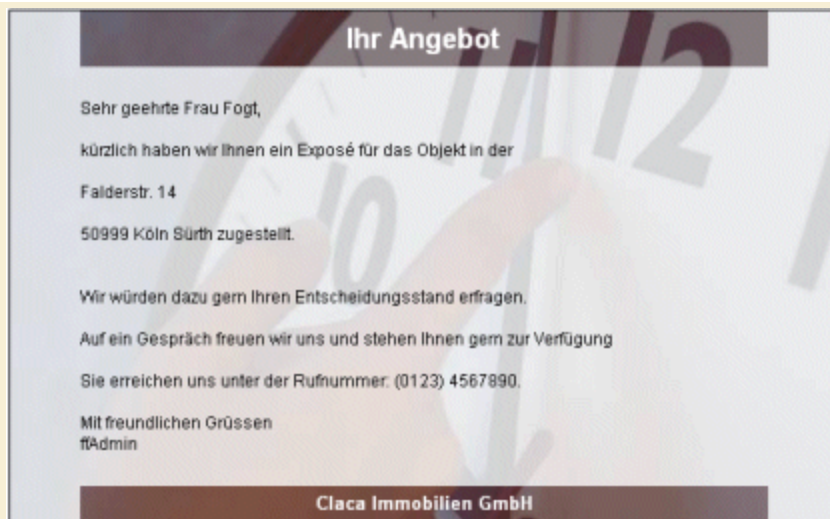 Ihr Angebot
Sehr geehrte Frau Fogt,
kürzlich haben wir Ihnen ein Exposé für das Objekt in der
Falderstr. 14
50999 Köln Sürth zugestellt.
Wir würden dazu gern Ihren Entscheidungsstand erfragen.
Auf ein Gespräch freuen wir uns und stehen Ihnen gern zur Verfügung
Sie erreichen uns unter der Rufnummer: (0123) 4567890.
Mit freundlichen Grüssen
ffAdmin
Claca Immobilien GmbH
11
12
10